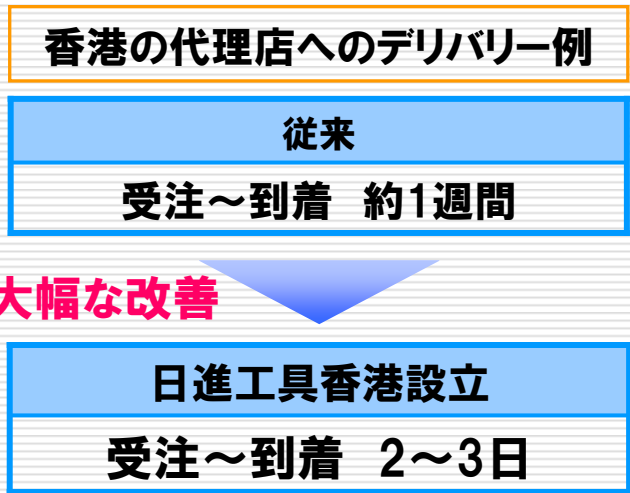 香港の代理店へのデリバリー例
従来
受注～到着　約1週間
大幅な改善
日進工具香港設立
受注～到着　2～3日